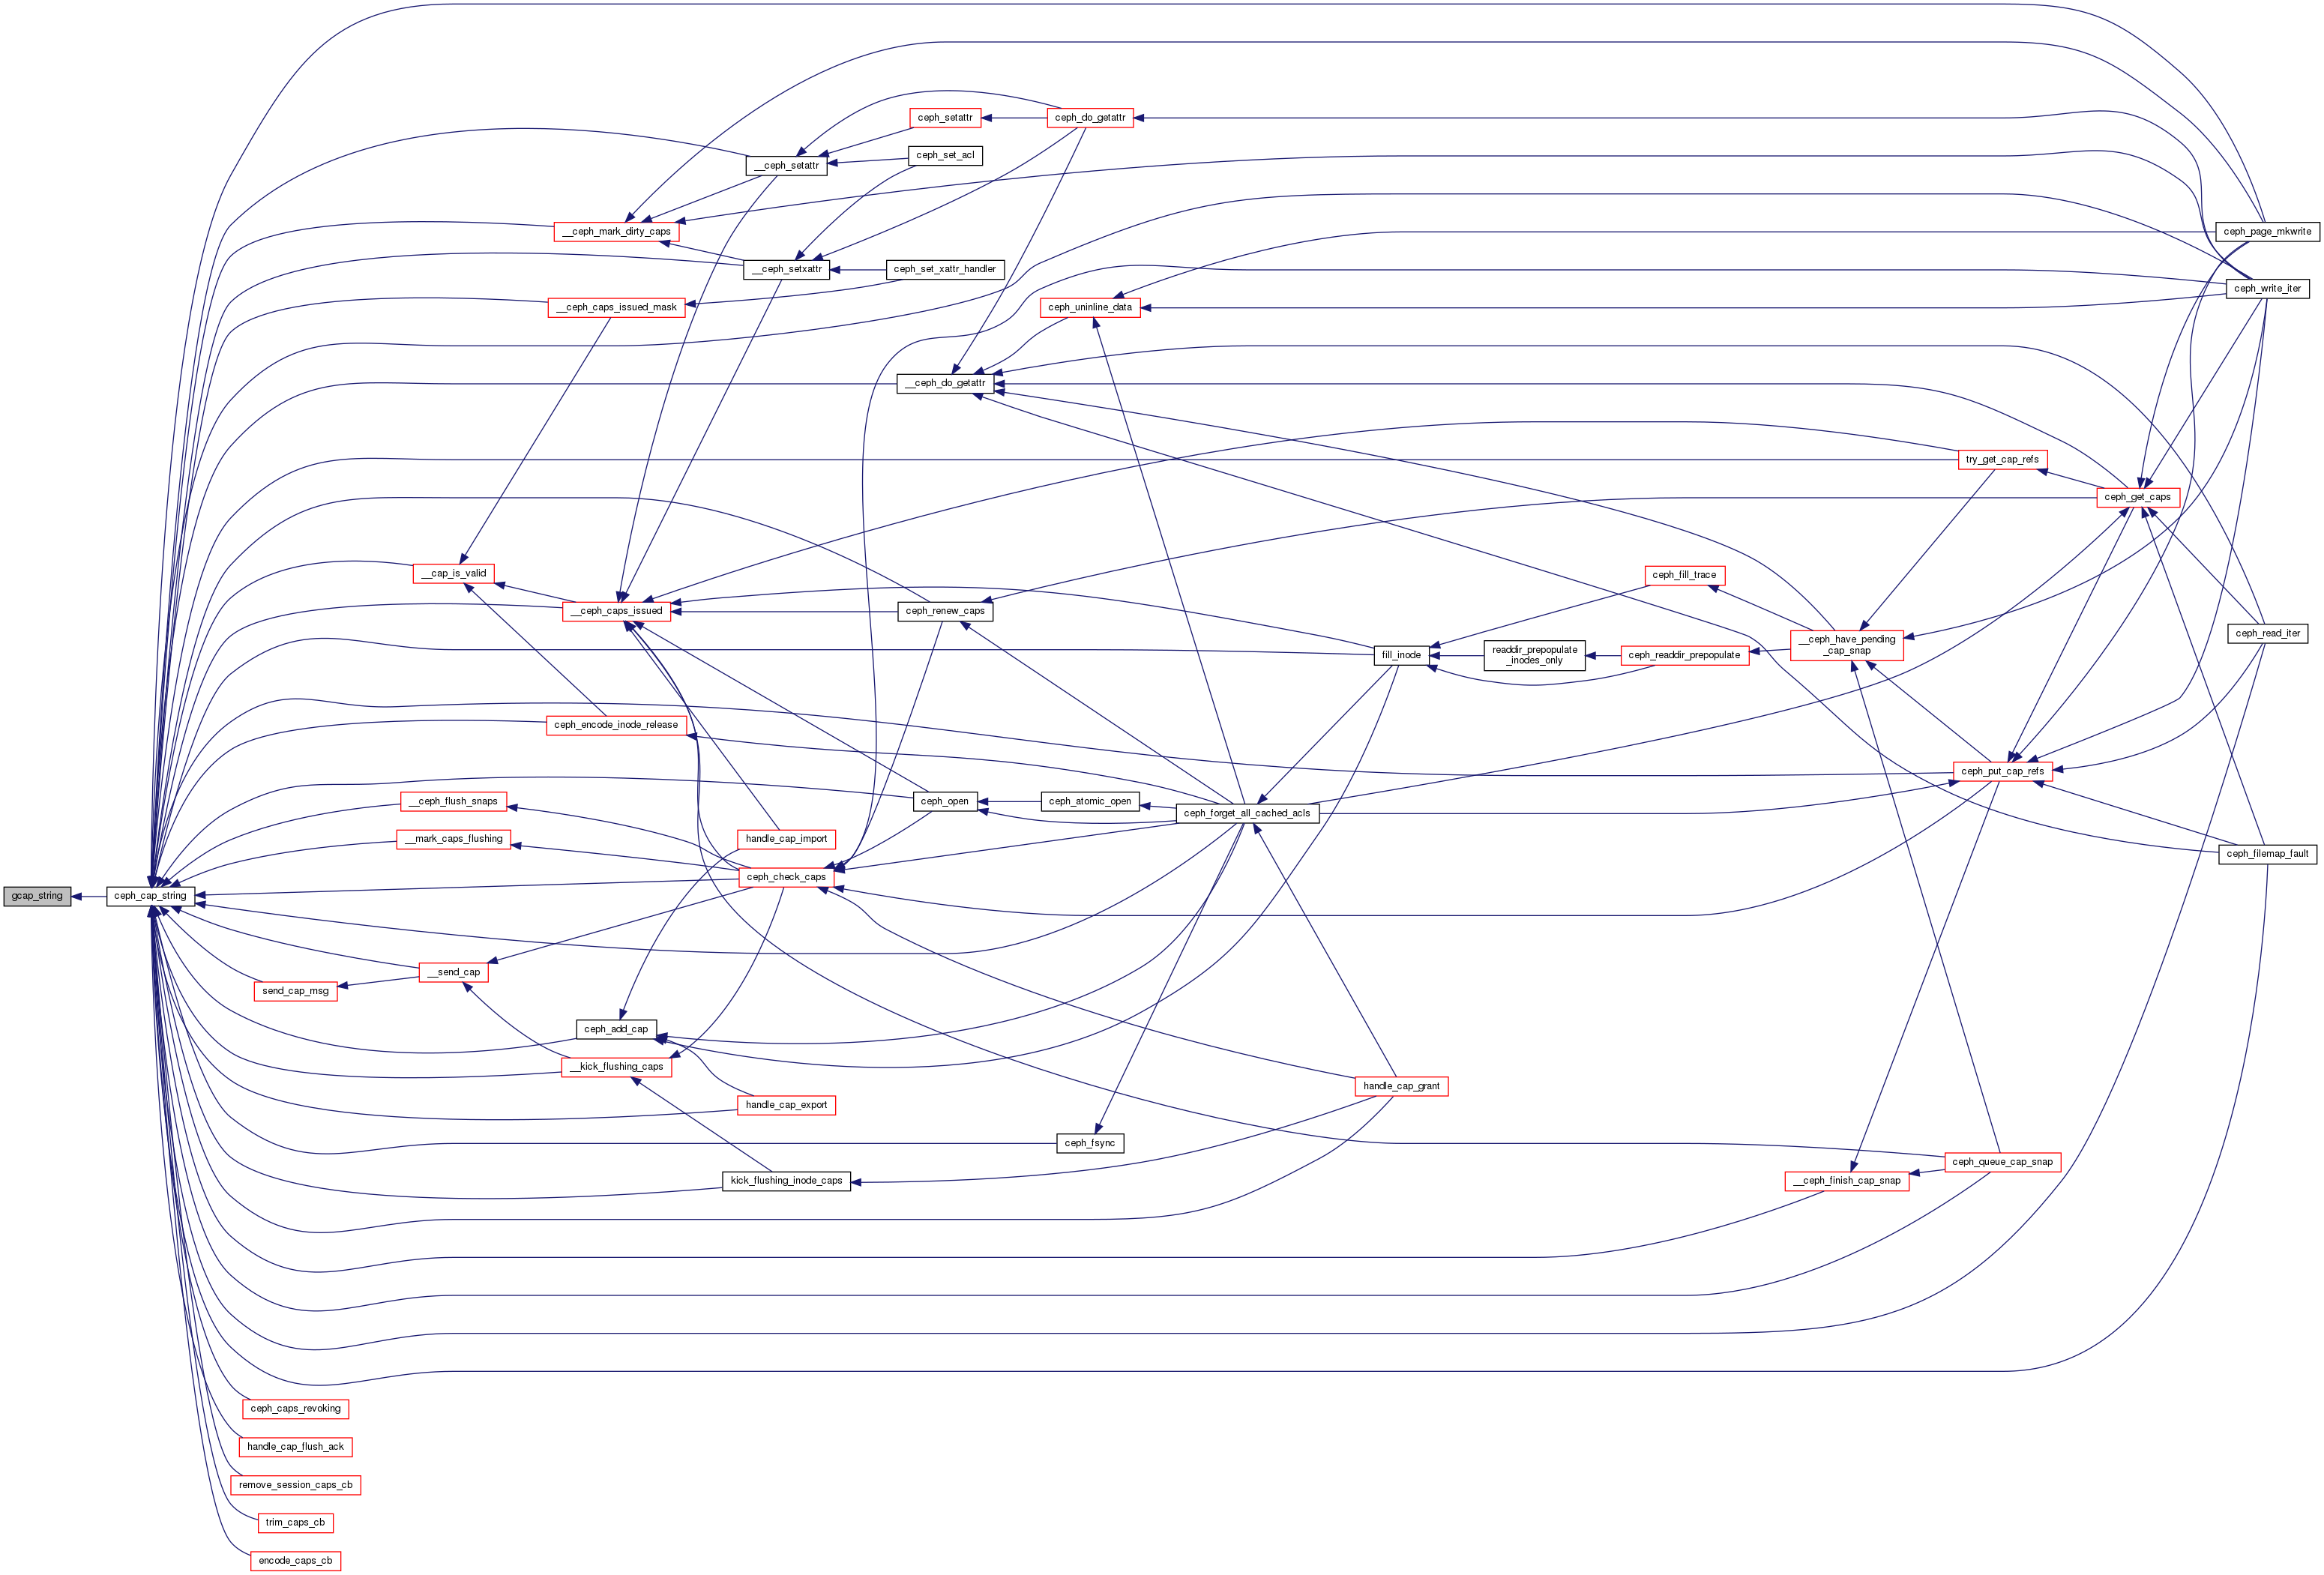 ceph_setattr
ceph_do_getattr
ceph_set_acl
__ceph_setattr
__ceph_mark_dirty_caps
ceph_page_mkwrite
__ceph_setxattr
ceph_set_xattr_handler
ceph_write_iter
__ceph_caps_issued_mask
ceph_uninline_data
__ceph_do_getattr
try_get_cap_refs
ceph_get_caps
__cap_is_valid
ceph_fill_trace
__ceph_caps_issued
ceph_renew_caps
ceph_read_iter
__ceph_have_pending
_cap_snap
fill_inode
readdir_prepopulate
_inodes_only
ceph_readdir_prepopulate
ceph_encode_inode_release
ceph_put_cap_refs
__ceph_flush_snaps
ceph_open
ceph_atomic_open
ceph_forget_all_cached_acls
__mark_caps_flushing
handle_cap_import
ceph_filemap_fault
ceph_check_caps
gcap_string
ceph_cap_string
__send_cap
send_cap_msg
ceph_add_cap
__kick_flushing_caps
handle_cap_grant
handle_cap_export
ceph_fsync
ceph_queue_cap_snap
kick_flushing_inode_caps
__ceph_finish_cap_snap
ceph_caps_revoking
handle_cap_flush_ack
remove_session_caps_cb
trim_caps_cb
encode_caps_cb